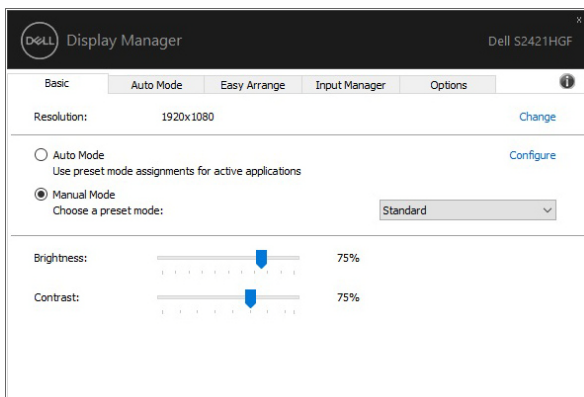 DELL Display Manager Dell S2421HGF
Basic Auto Mode Easy Arrange Input Manager Options
Resolution: 1920x1080 Change
Auto Mode Configure
Use preset mode assignments for active applications
Manual Mode
Choose a preset mode: Standard
Brightness: 75%
Contrast: 75%